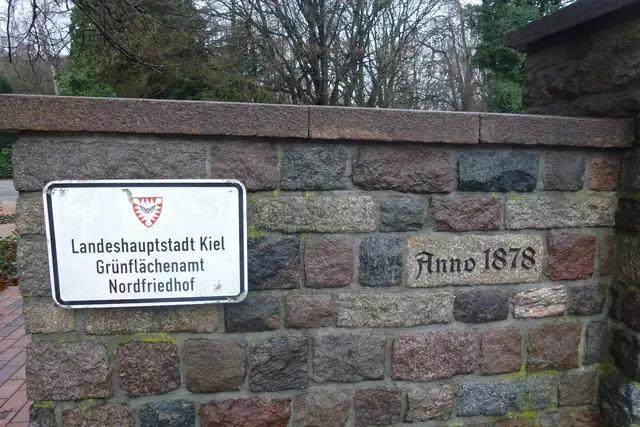 Landeshauptstadt Kiel
Grünflächenamt
Nordfriedhof
Anno 1878.